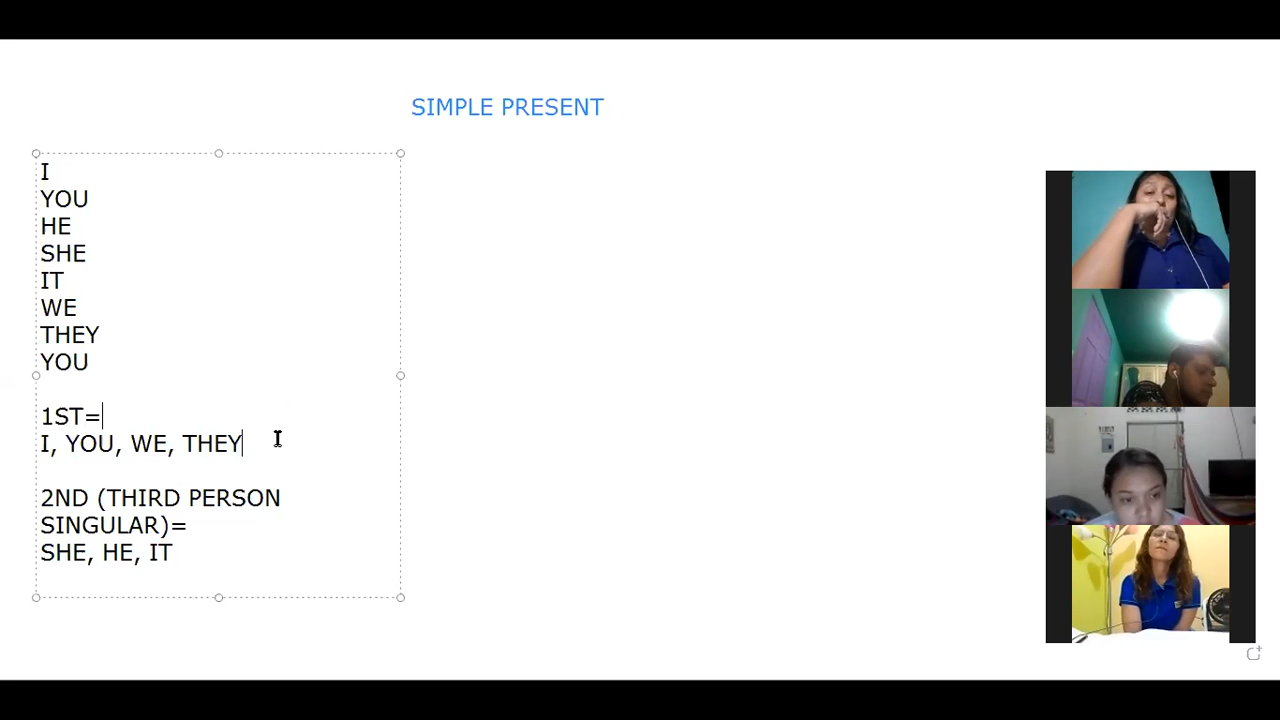 SIMPLE PRESENT
I
YOU
HE
SHE
IT
WE
THEY
YOU
1ST=
I, YOU, WE, THEY
2ND (THIRD PERSON
SINGULAR)=
SHE, HE, IT